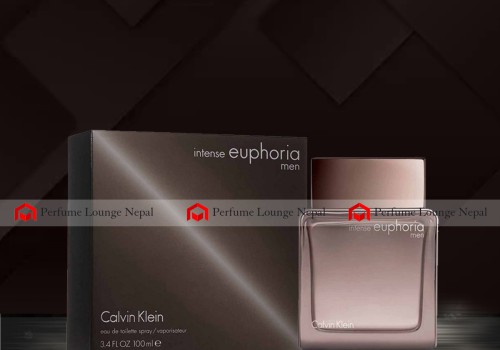 intense euphoria
men
Perfume Lounge Nepal
Perfume Lounge Nepal
Perfume Lounge Nepal
intense euphoria
men
Calvin Klein
eau de toilette spray/vaporisateur
3.4 FL OZ 100ml e
Calvin Klein